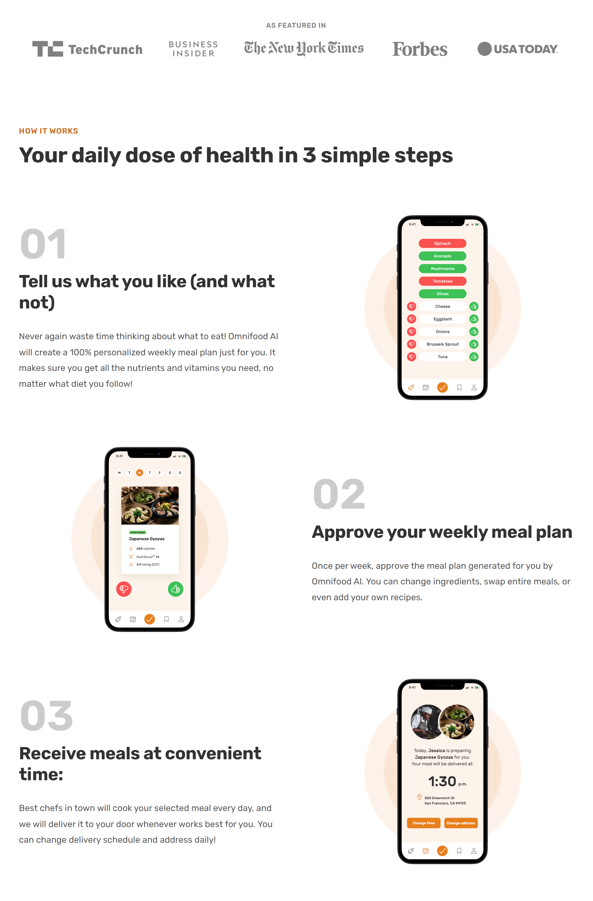 AS FEATURED IN
TechCrunch
BUSINESS
INSIDER
The New York Times
Forbes
USA TODAY
HOW IT WORKS
Your daily dose of health in 3 simple steps
01
Tell us what you like (and what
not)
Never again waste time thinking about what to eat! Omnifood AI
will create a 100% personalized weekly meal plan just for you. It
makes sure you get all the nutrients and vitamins you need, no
matter what diet you follow!
9:41
Spinach
Avocado
Mushrooms
Tomatoes
Olives
Cheese
Eggplant
Onions
Brussels Sprout
Tuna
9:41
M T W T F S S
Japanese Gyozas
650 calories
4.9 rating (537)
02
Approve your weekly meal plan
Once per week, approve the meal plan generated for you by
Omnifood AI. You can change ingredients, swap entire meals, or
even add your own recipes.
03
Receive meals at convenient
time:
Best chefs in town will cook your selected meal every day, and
we will deliver it to your door whenever works best for you. You
can change delivery schedule and address daily!
9:41
Today, Jessica is preparing
Japanese Gyozas for you.
Your meal will be delivered at:
1:30 p.m.
San Francisco, CA 94133
Change time
Change address